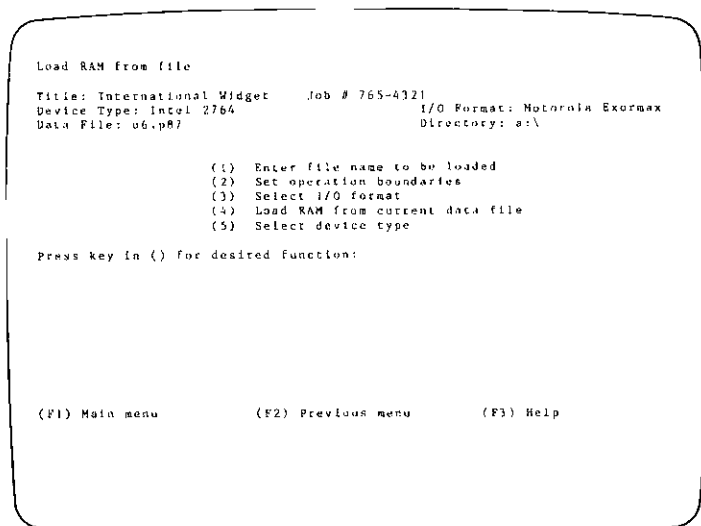 Load RAM from file
Title: International Widget Job # 765-4321
Device Type: Intel 2764 I/O Format: Motorola Exormax
Data File: u6.p87 Directory: a:\
(1) Enter file name to be loaded
(2) Set operation boundaries
(3) Select I/O format
(4) Load RAM from current data file
(5) Select device type
Press key in () for desired function:
(F1) Main menu (F2) Previous menu (F3) Help